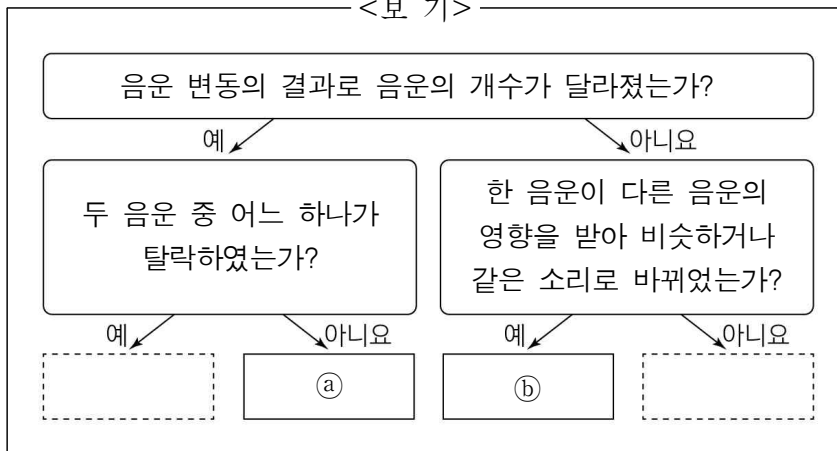 <보 기>
음운 변동의 결과로 음운의 개수가 달라졌는가?
예 아니요
두 음운 중 어느 하나가
탈락하였는가?
한 음운이 다른 음운의
영향을 받아 비슷하거나
같은 소리로 바뀌었는가?
예 아니요 예 아니요
ⓐ ⓑ